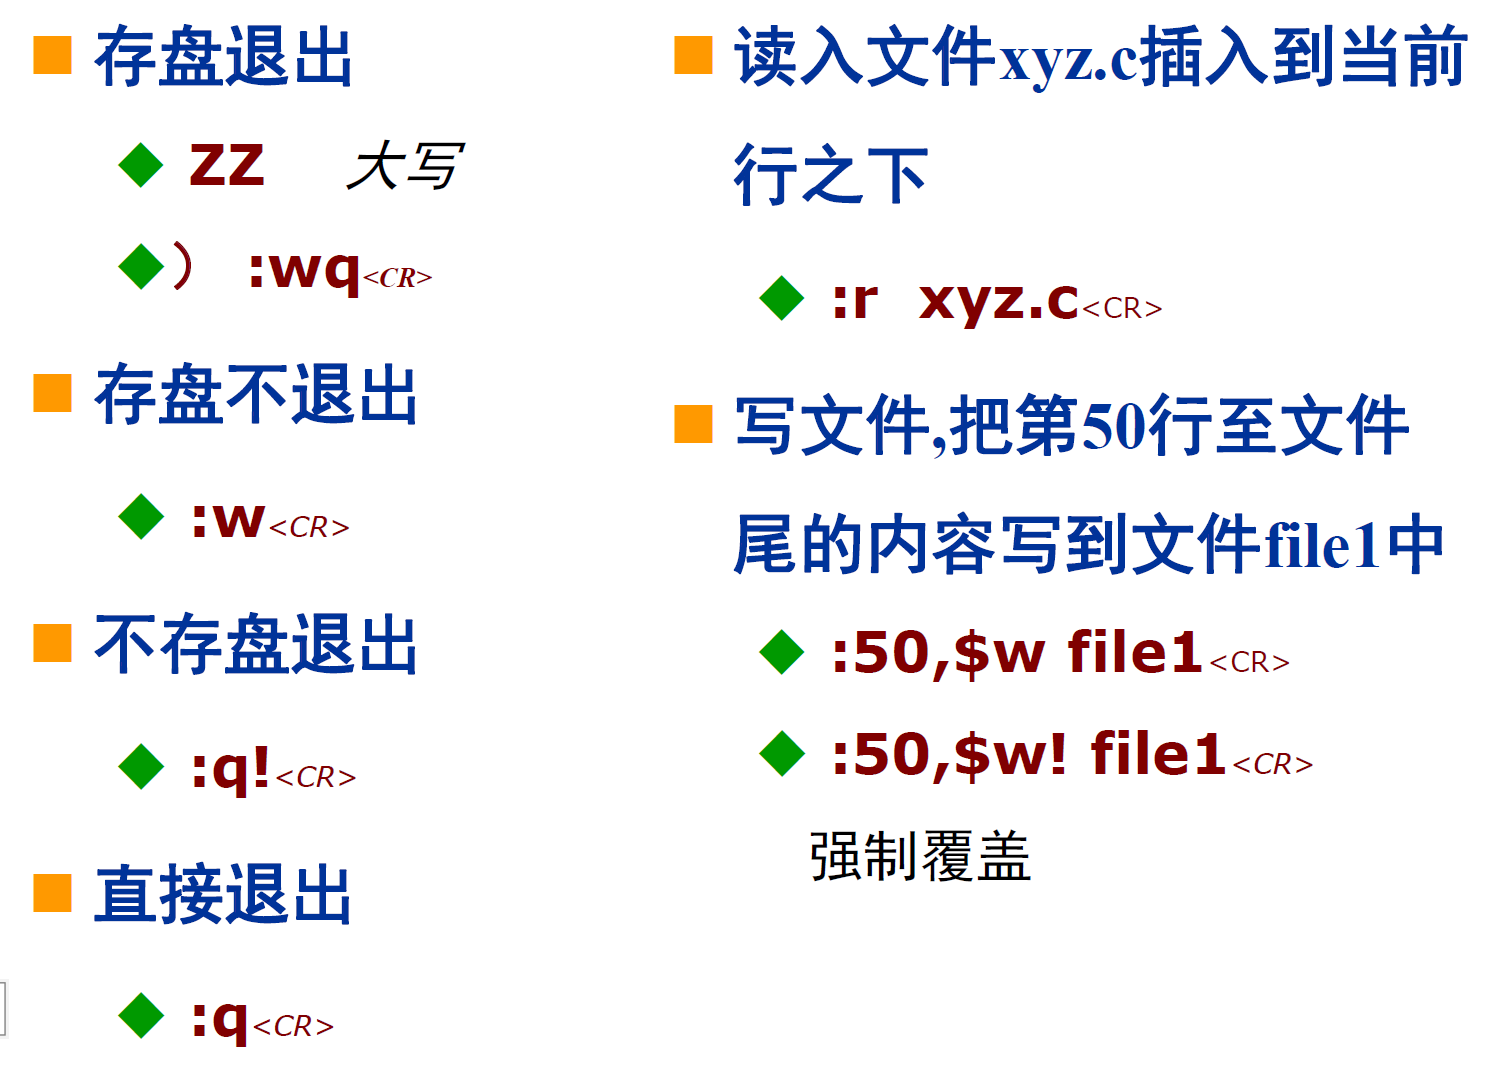 存盘退出
ZZ 大写
） :wq<CR>
存盘不退出
:w<CR>
不存盘退出
:q!<CR>
直接退出
:q<CR>
读入文件xyz.c插入到当前
行之下
:r xyz.c<CR>
写文件,把第50行至文件
尾的内容写到文件file1中
:50,$w file1<CR>
:50,$w! file1<CR>
强制覆盖